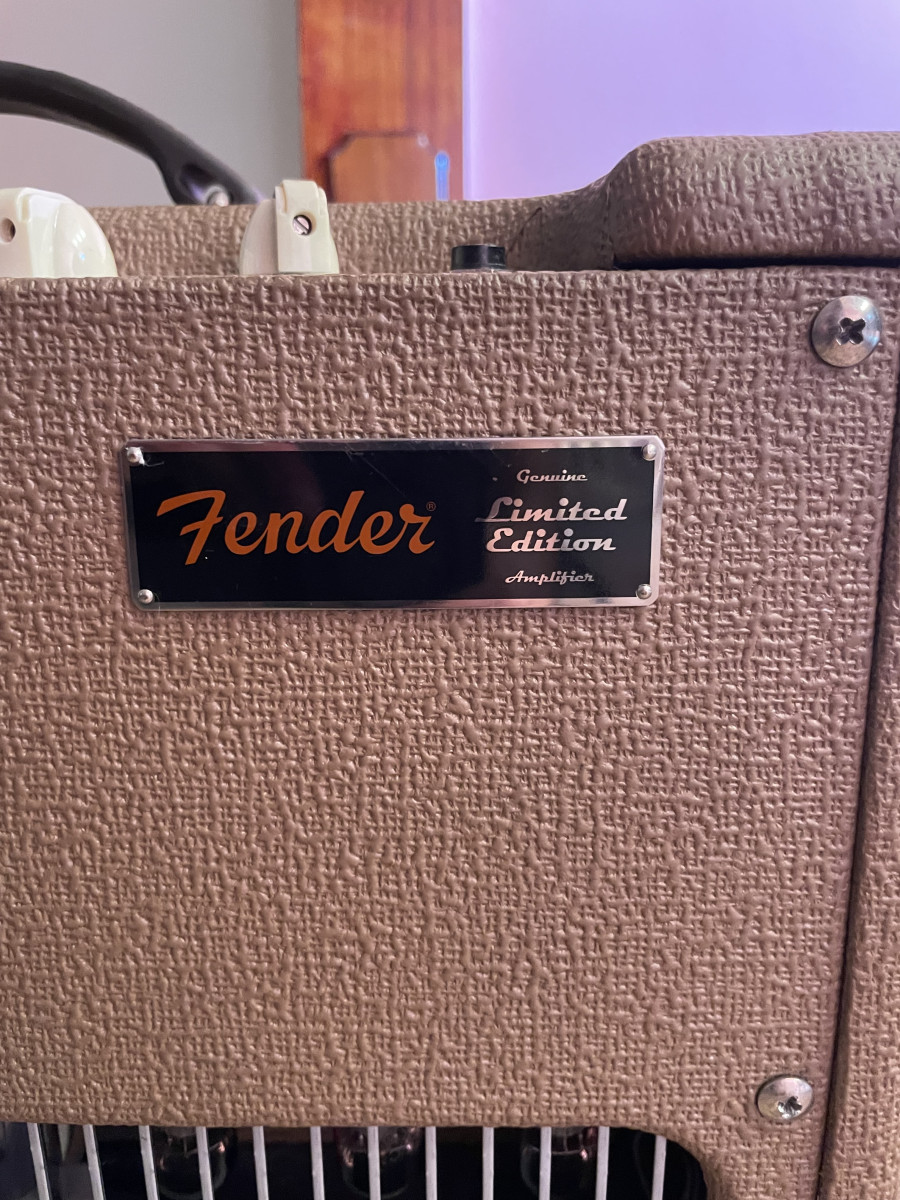 Fender®
Genuine
Limited
Edition
Amplifier